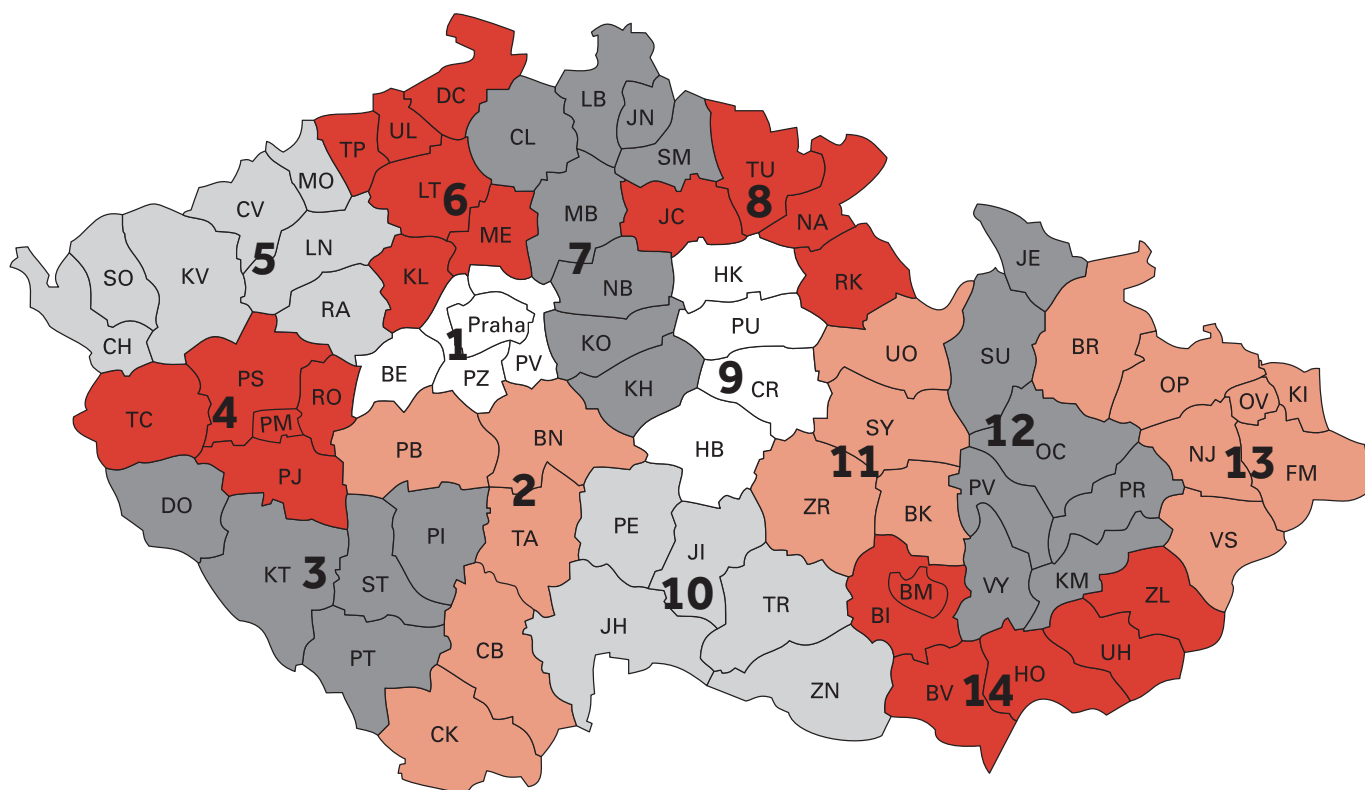 DC
LB
JN
UL
CL
TP
SM
TU
8
MO
LT
6
CV
MB
JC
NA
ME
LN
5
7
JE
SO
KV
KL
HK
RK
NB
RA
Praha
PU
1
KO
CH
UO
SU
BR
BE
PZ
PV
PS
RO
KH
9
CR
OP
OV
KI
TC
4
PM
SY
12
OC
PB
BN
HB
11
NJ
13
FM
PJ
2
PV
PR
DO
ZR
BK
PE
PI
TA
JI
VS
KT
3
ST
10
TR
BM
BI
VY
KM
ZL
JH
CB
UH
PT
ZN
BV
14
HO
CK